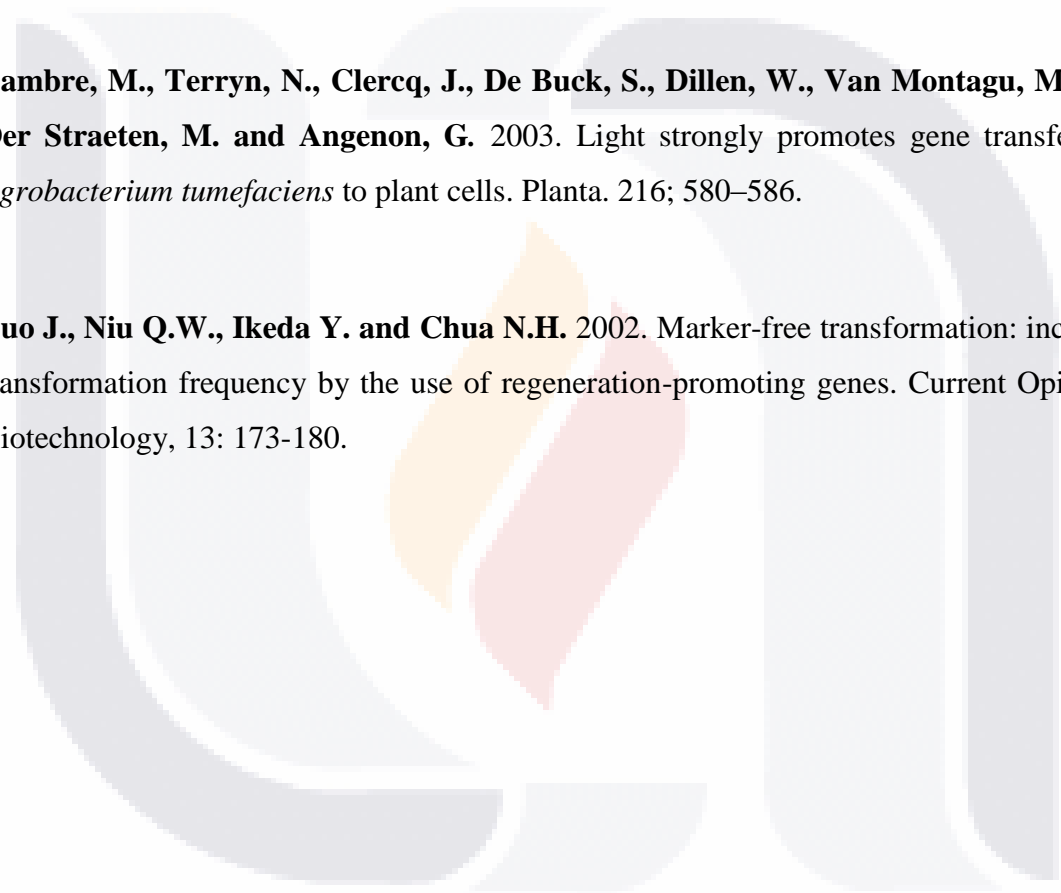 ambre, M., Terryn, N., Clercq, J., De Buck, S., Dillen, W., Van Montagu, M
Der Straeten, M. and Angenon, G. 2003. Light strongly promotes gene transfe
grobacterium tumefaciens to plant cells. Planta. 216; 580–586.
uo J., Niu Q.W., Ikeda Y. and Chua N.H. 2002. Marker-free transformation: inc
ansformation frequency by the use of regeneration-promoting genes. Current Opi
iotechnology, 13: 173-180.